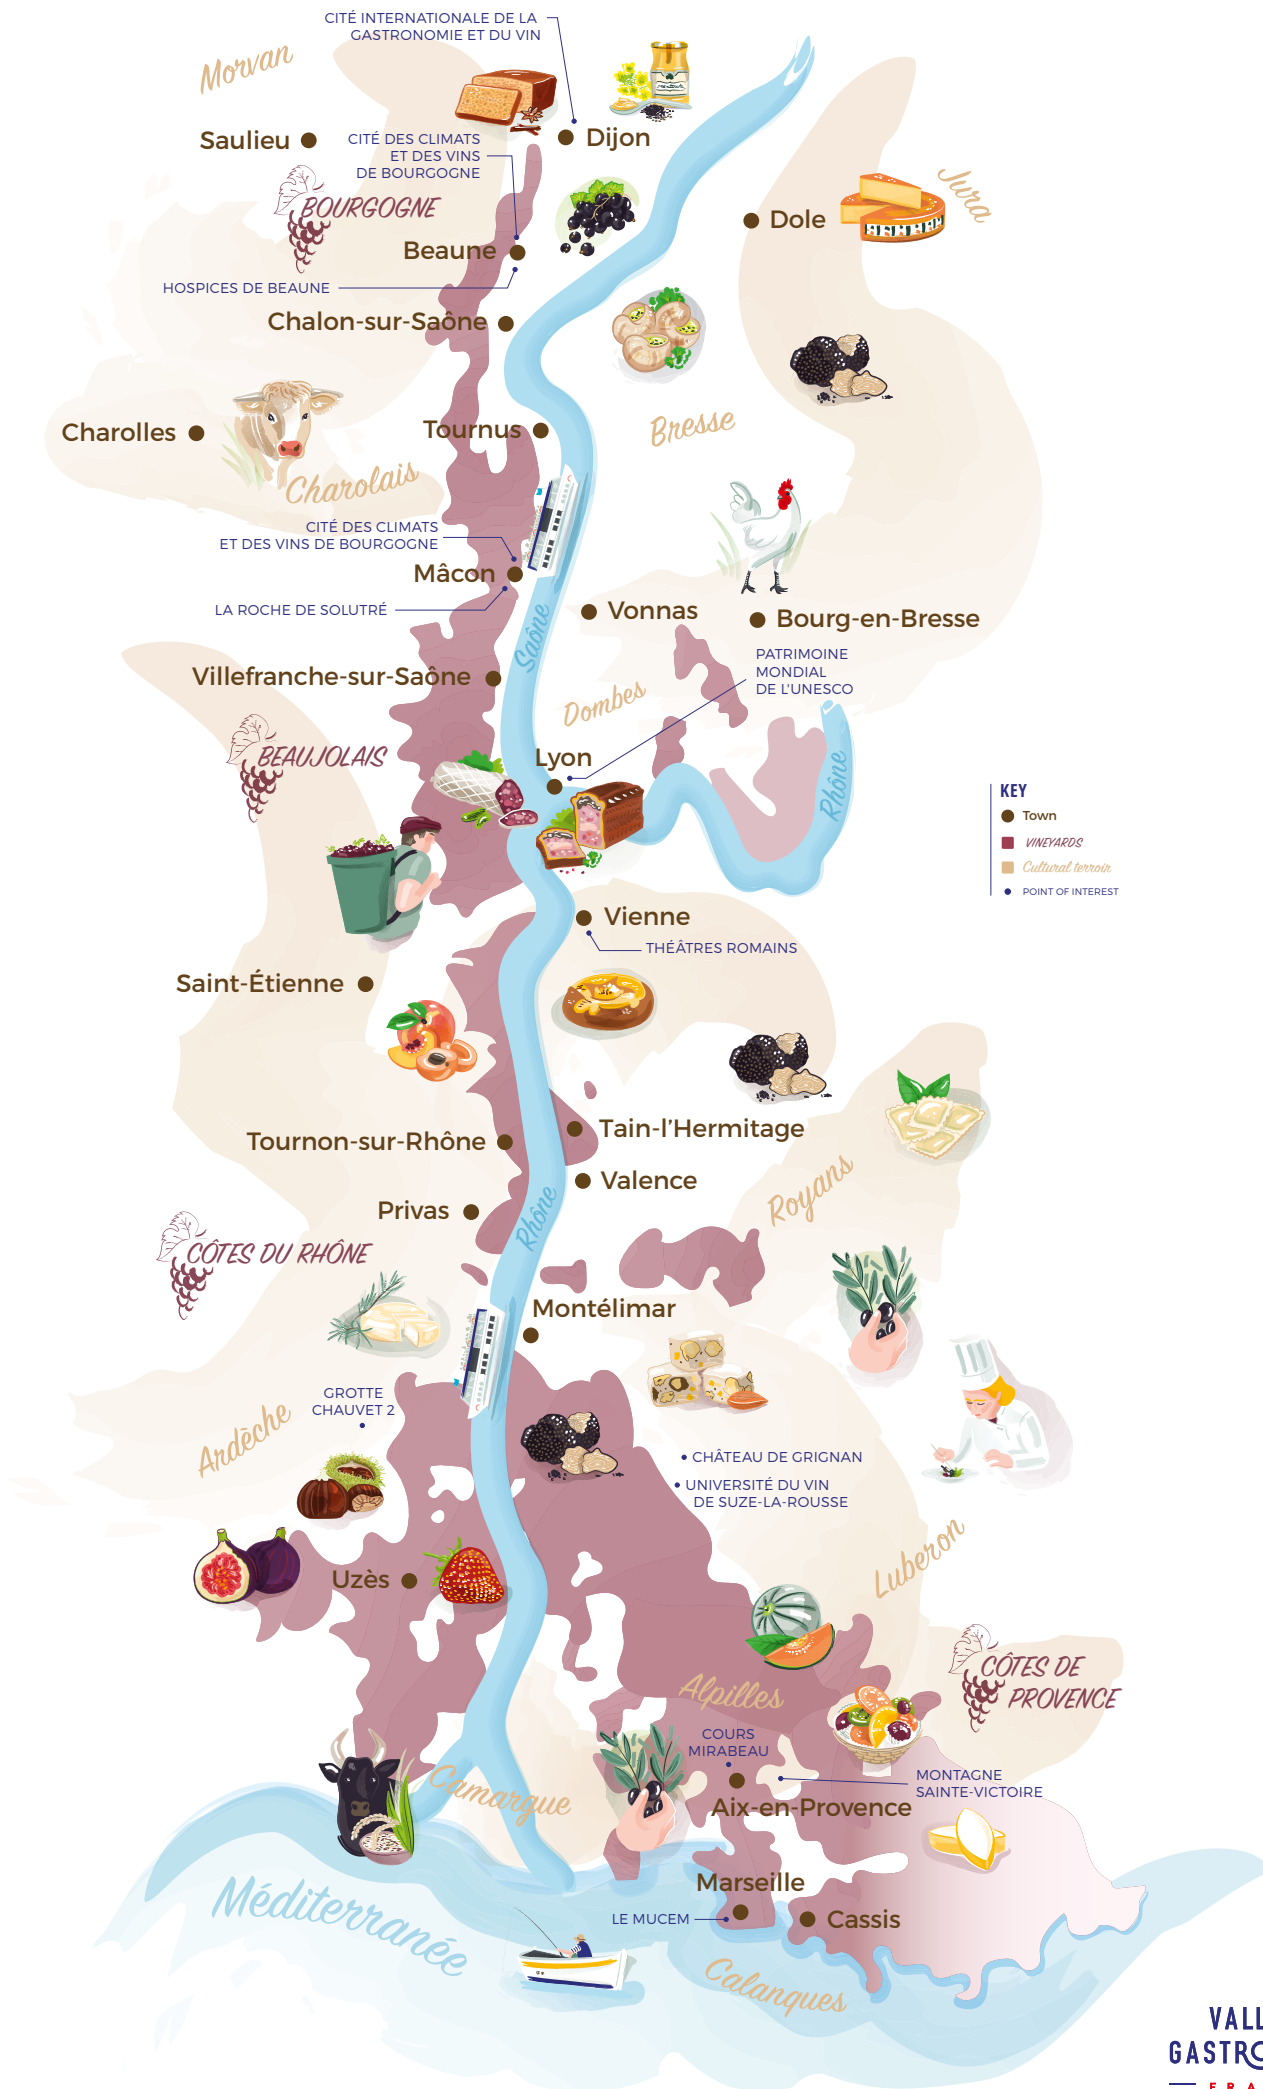 CITÉ INTERNATIONALE DE LA
GASTRONOMIE ET DU VIN
Morvan
Saulieu
Dijon
CITÉ DES CLIMATS
ET DES VINS
DE BOURGOGNE
Jura
BOURGOGNE
Dole
Beaune
HOSPICES DE BEAUNE
Chalon-sur-Saône
Charolles
Tournus
Bresse
Charolais
CITÉ DES CLIMATS
ET DES VINS DE BOURGOGNE
Mâcon
LA ROCHE DE SOLUTRÉ
Saône
Vonnas
Bourg-en-Bresse
Villefranche-sur-Saône
PATRIMOINE
MONDIAL
DE L'UNESCO
Dombes
BEAUJOLAIS
Lyon
Rhône
KEY
Town
VINEYARDS
Cultural terroir
POINT OF INTEREST
Vienne
THÉÂTRES ROMAINS
Saint-Étienne
Tain-l'Hermitage
Tournon-sur-Rhône
Valence
Royans
Privas
Rhône
CÔTES DU RHÔNE
Montélimar
GROTTE
CHAUVET 2
Ardèche
CHÂTEAU DE GRIGNAN
UNIVERSITÉ DU VIN
DE SUZE-LA-ROUSSE
Luberon
Uzès
CÔTES DE
PROVENCE
Alpilles
COURS
MIRABEAU
Camargue
MONTAGNE
SAINTE-VICTOIRE
Aix-en-Provence
Marseille
Méditerranée
LE MUCEM
Cassis
Calanques
VALL
GASTRO
FRA